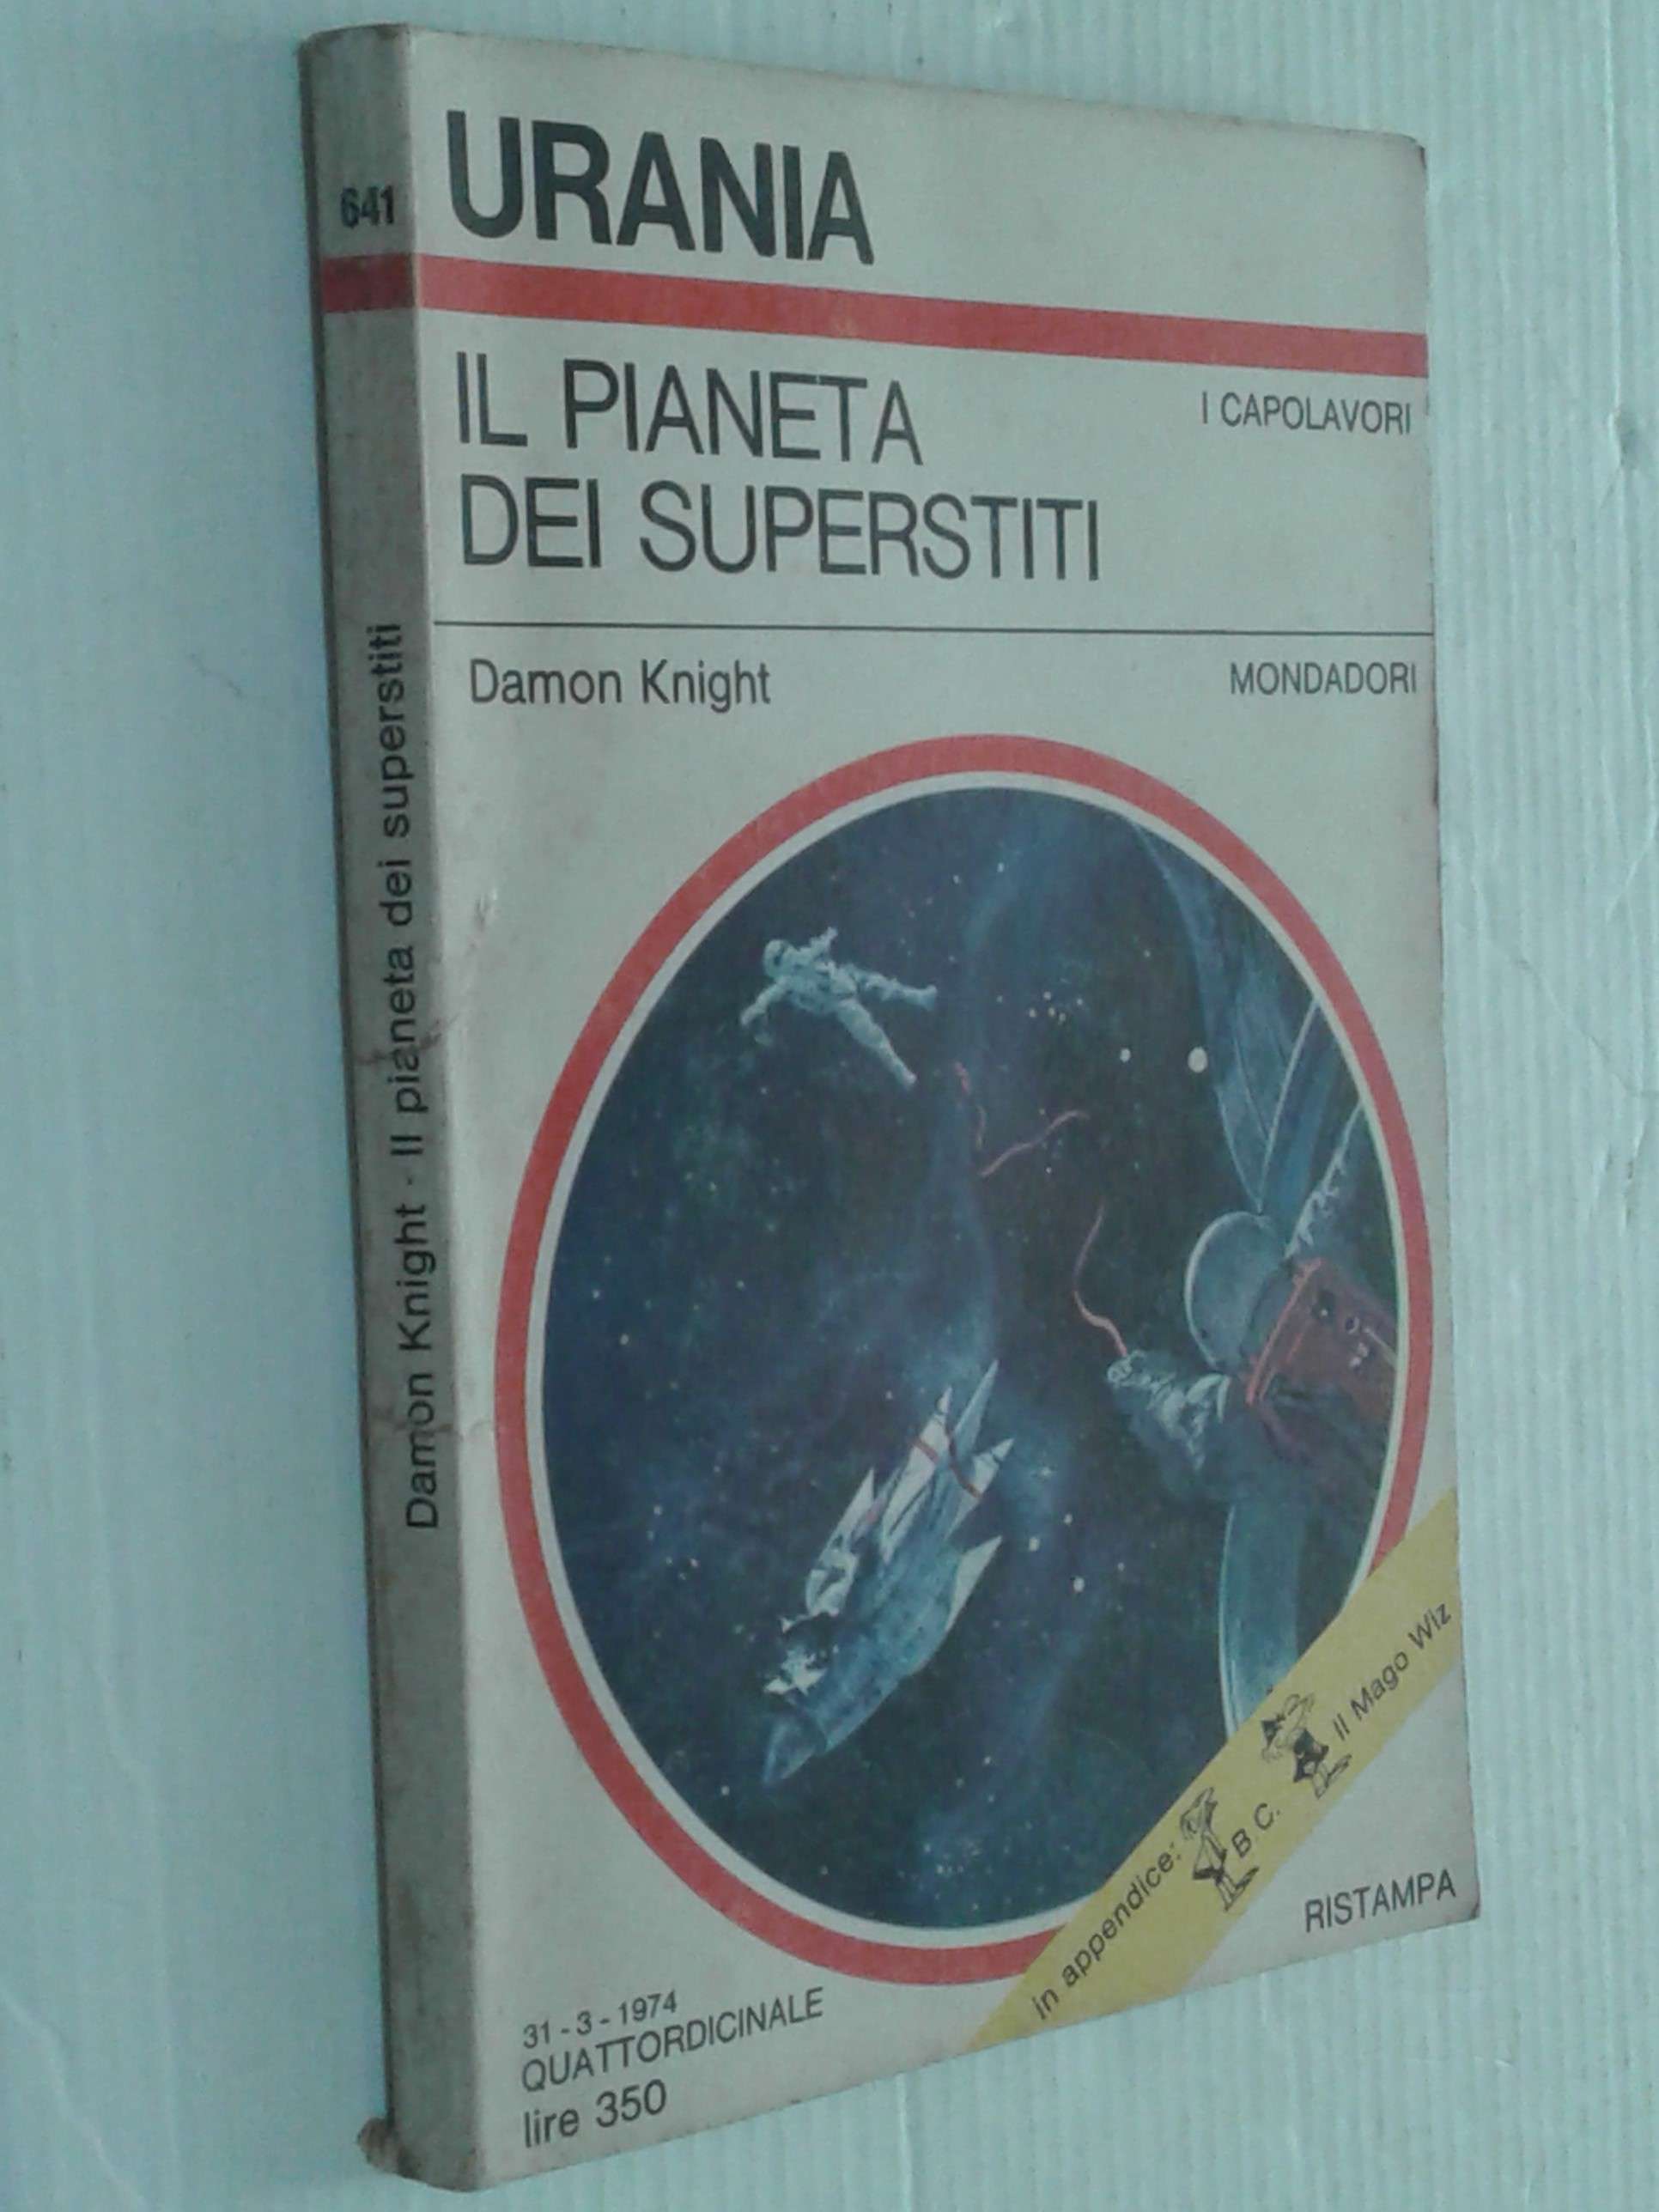 641
URANIA
IL PIANETA
DEI SUPERSTITI
I CAPOLAVORI
Damon Knight
MONDADORI
Damon Knight · Il pianeta dei superstiti
in appendice: B.C. Il Mago Wiz
RISTAMPA
31-3-1974
QUATTORDICINALE
lire 350